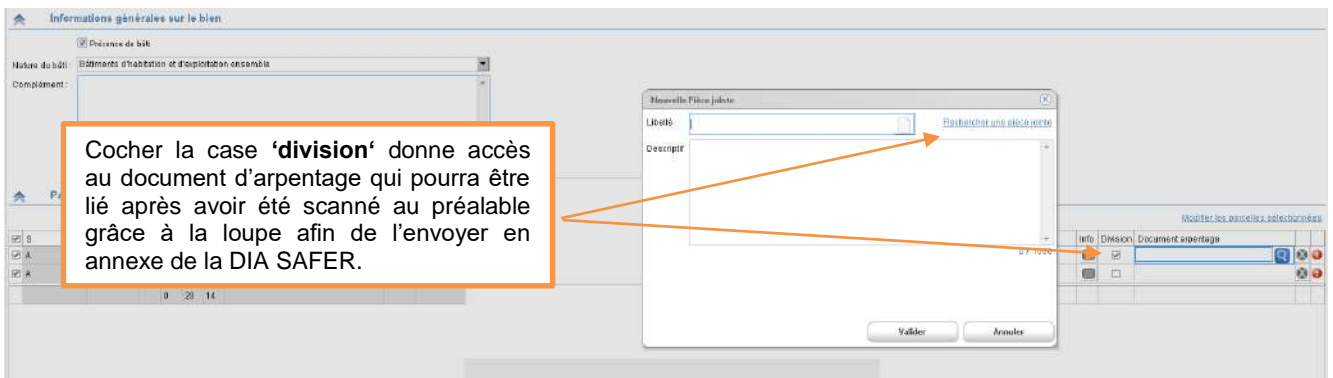 Informations générales sur le bien
Présence de bâti
Nature du bâti : Bâtiments d'habitation et d'exploitation ensemble
Complément :
Nouvelle Pièce jointe
Libellé
Rechercher une pièce jointe
Descriptif
Cocher la case ‘division‘ donne accès
au document d’arpentage qui pourra être
lié après avoir été scanné au préalable
grâce à la loupe afin de l’envoyer en
annexe de la DIA SAFER.
Modifier les parcelles sélectionnées
S
Info Division Document arpentage
A
A
0 28 14
Valider Annuler